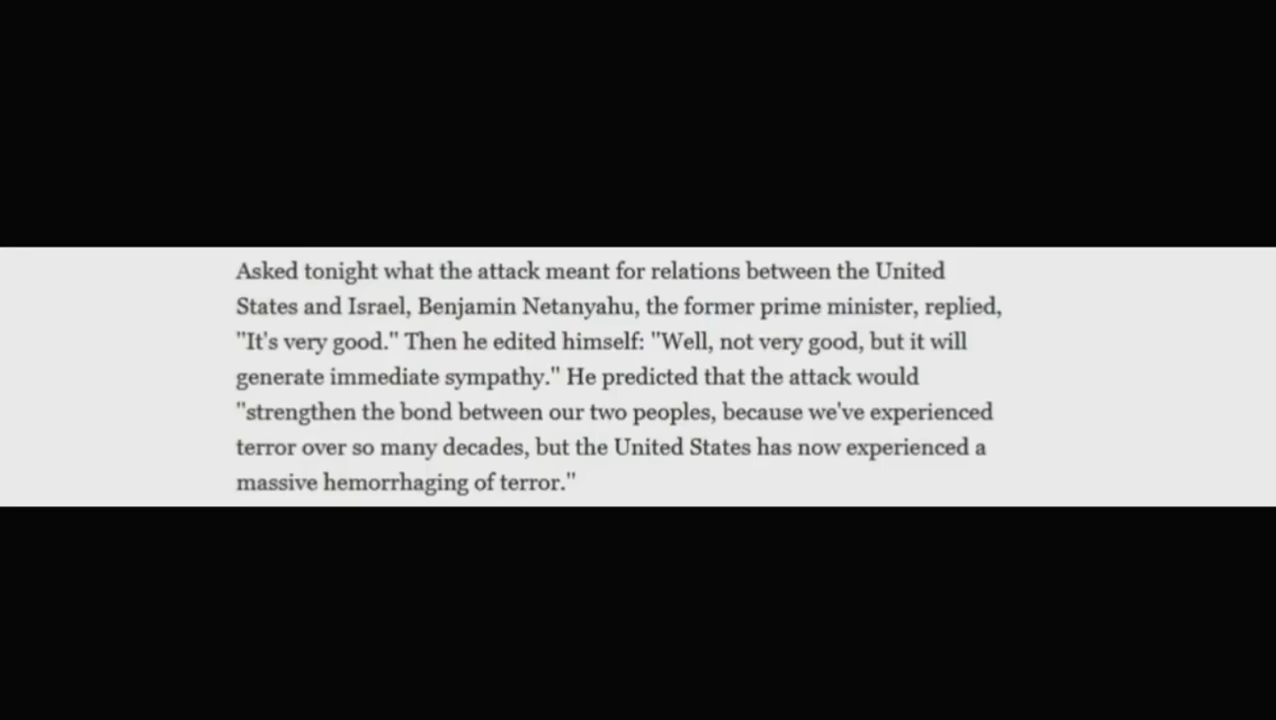 Asked tonight what the attack meant for relations between the United
States and Israel, Benjamin Netanyahu, the former prime minister, replied,
"It's very good." Then he edited himself: "Well, not very good, but it will
generate immediate sympathy." He predicted that the attack would
"strengthen the bond between our two peoples, because we've experienced
terror over so many decades, but the United States has now experienced a
massive hemorrhaging of terror."